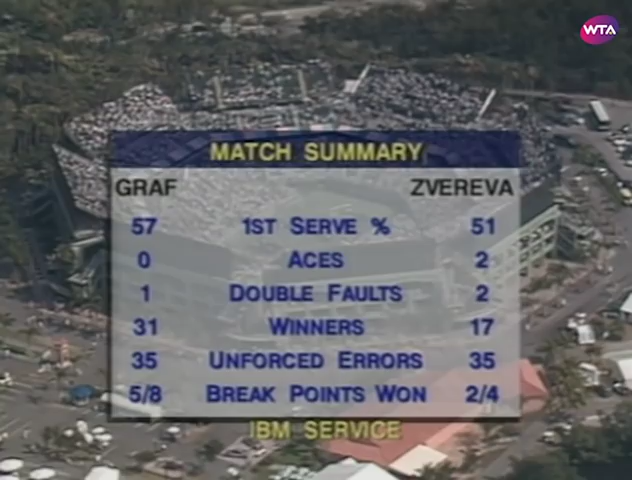 WTA
MATCH SUMMARY
GRAF ZVEREVA
57 1ST SERVE % 51
0 ACES 2
1 DOUBLE FAULTS 2
31 WINNERS 17
35 UNFORCED ERRORS 35
5/8 BREAK POINTS WON 2/4
IBM SERVICE